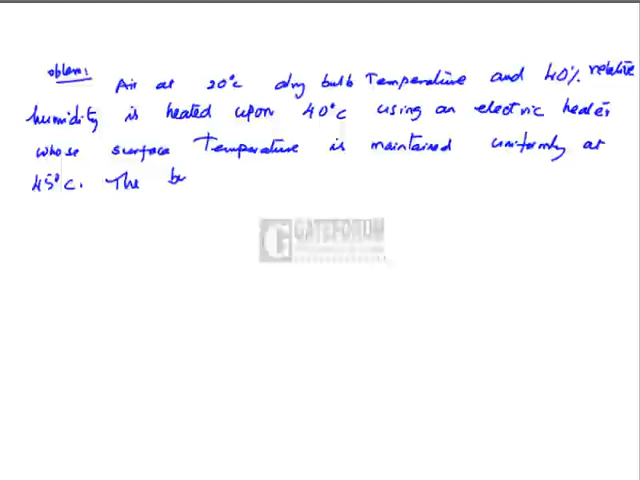 oblem:
Air at 20°c dry bulb Temperature and 40% relative
humidity is heated upon 40°c using an electric heater
whose surface Temperature is maintained uniformly at
45°c. The be
GATEFORUM